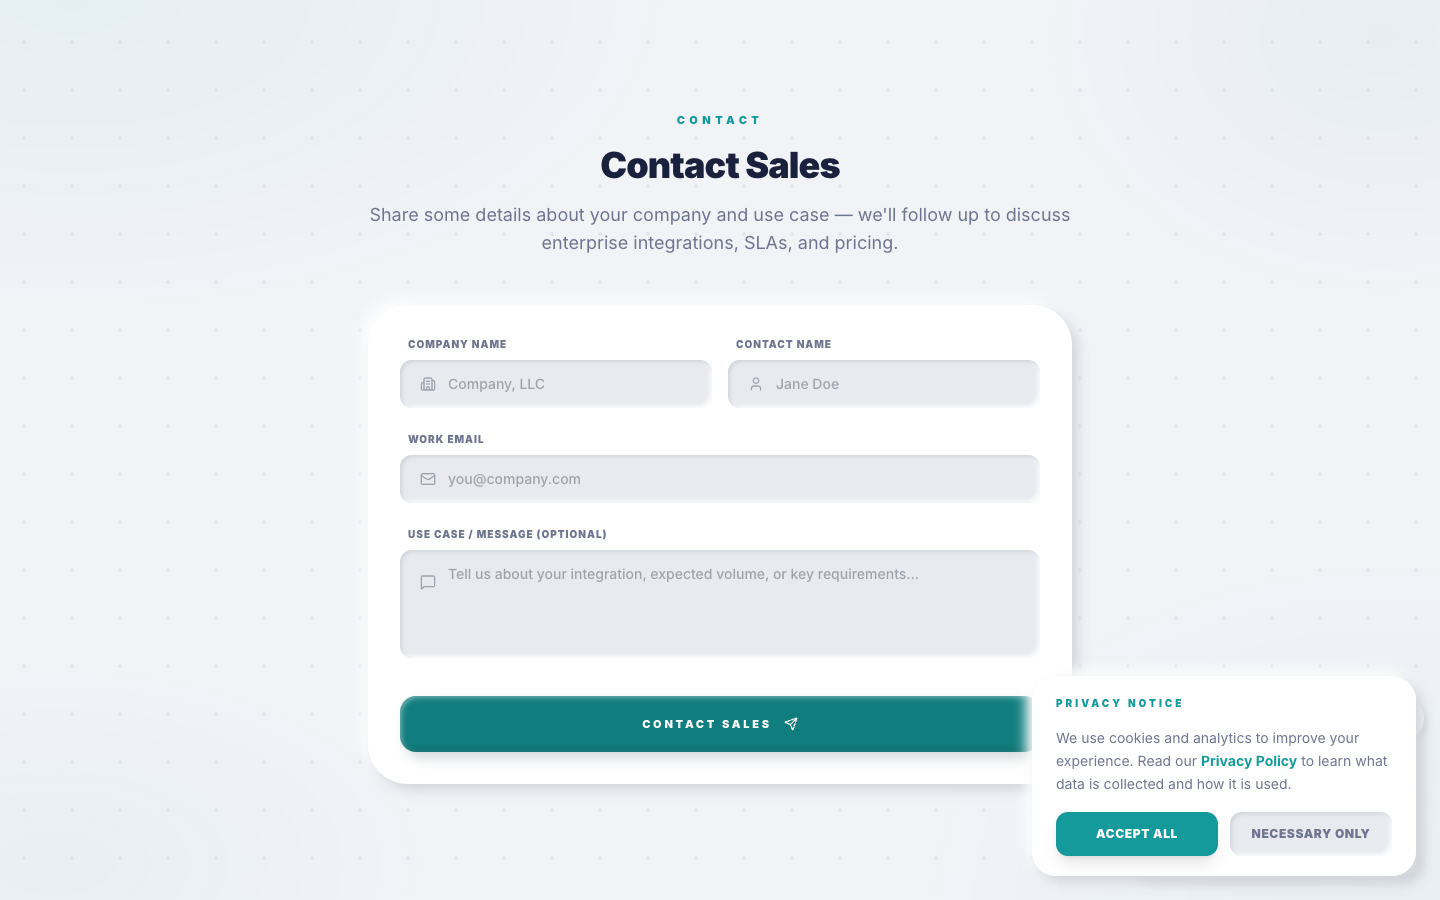 CONTACT
Contact Sales
Share some details about your company and use case — we'll follow up to discuss
enterprise integrations, SLAs, and pricing.
COMPANY NAME
CONTACT NAME
Company, LLC
Jane Doe
WORK EMAIL
you@company.com
USE CASE / MESSAGE (OPTIONAL)
Tell us about your integration, expected volume, or key requirements...
CONTACT SALES
PRIVACY NOTICE
We use cookies and analytics to improve your
experience. Read our Privacy Policy to learn what
data is collected and how it is used.
ACCEPT ALL
NECESSARY ONLY